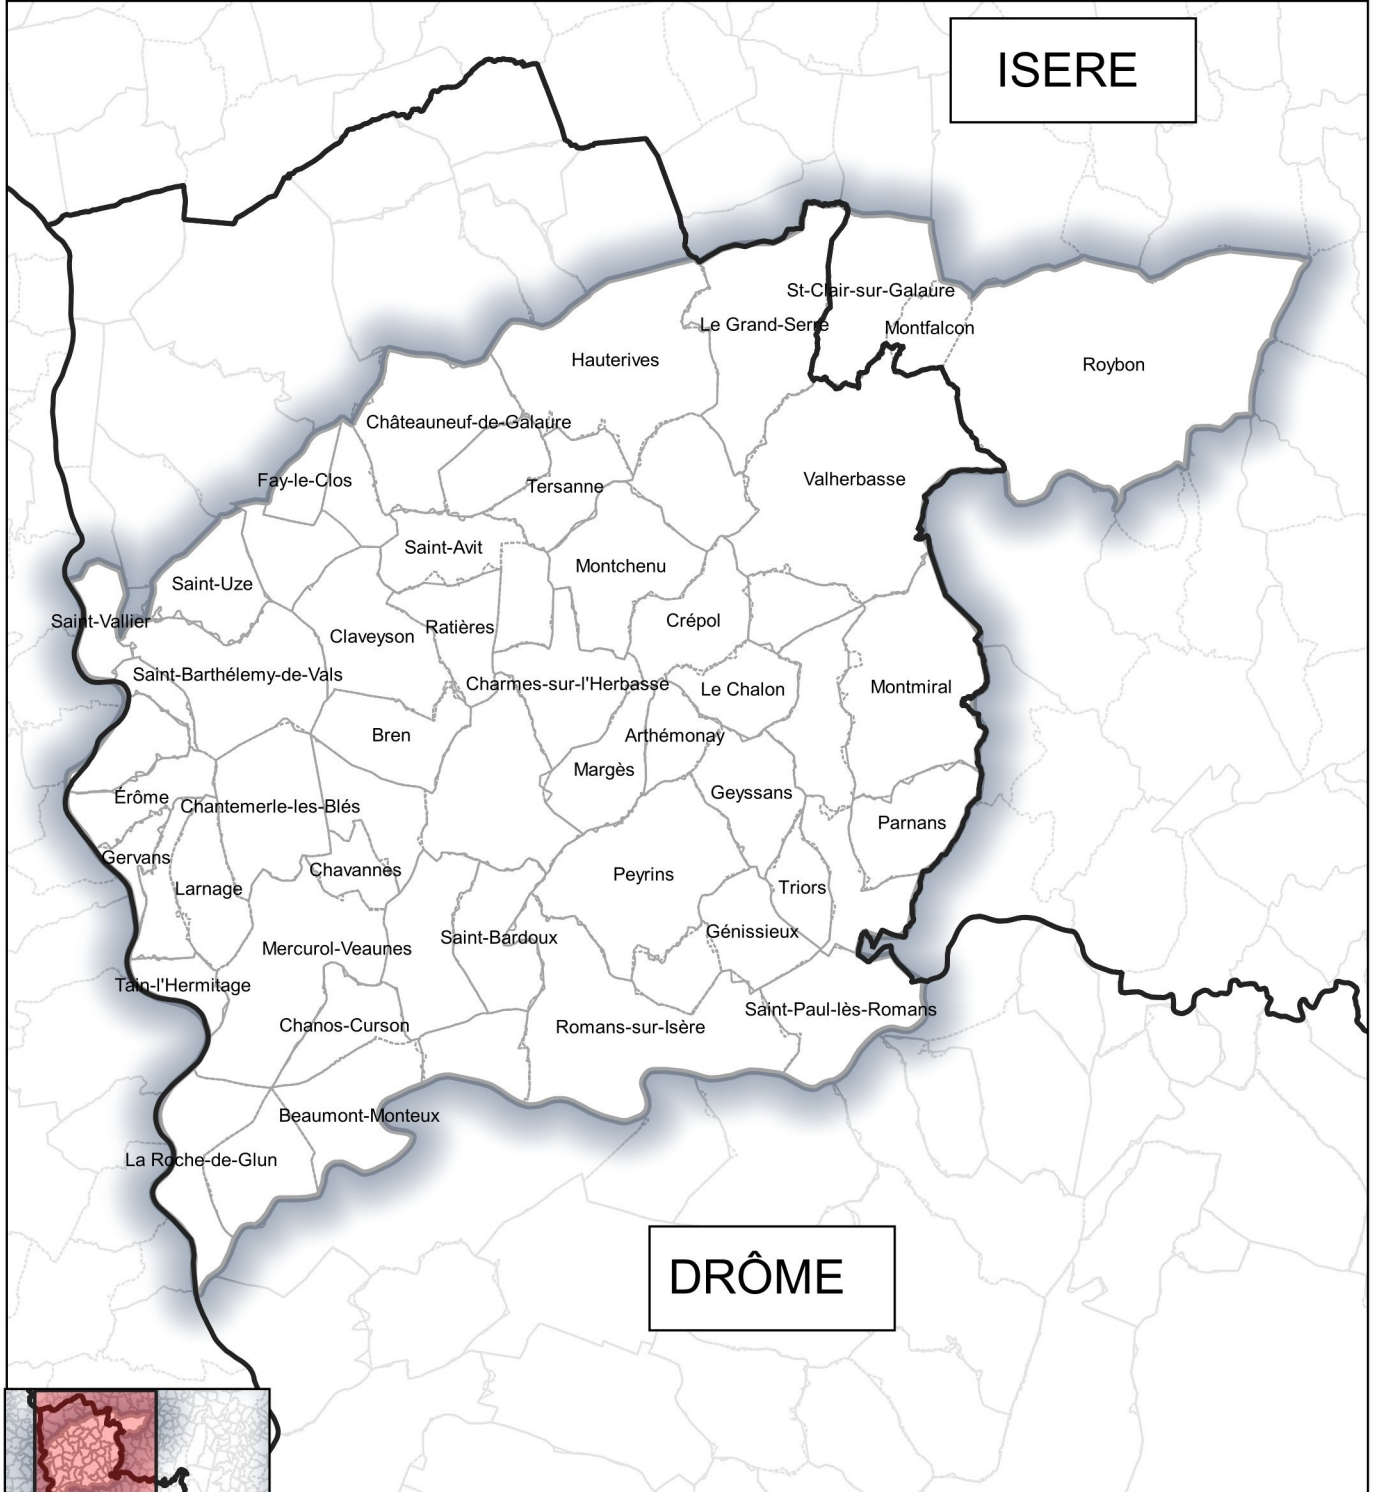 ISERE
St-Clair-sur-Galaure
Le Grand-Serre
Montfalcon
Hauterives
Roybon
Châteauneuf-de-Galaure
Fay-le-Clos
Tersanne
Valherbasse
Saint-Avit
Montchenu
Saint-Uze
Saint-Vallier
Crépol
Ratières
Claveyson
Saint-Barthélemy-de-Vals
Charmes-sur-l'Herbasse
Le Chalon
Montmiral
Bren
Arthémonay
Margès
Geyssans
Érôme
Chantemerle-les-Blés
Parnans
Gervans
Chavannes
Peyrins
Larnage
Triors
Génissieux
Saint-Bardoux
Mercurol-Veaunes
Tain-l'Hermitage
Saint-Paul-lès-Romans
Chanos-Curson
Romans-sur-Isère
Beaumont-Monteux
La Roche-de-Glun
DRÔME